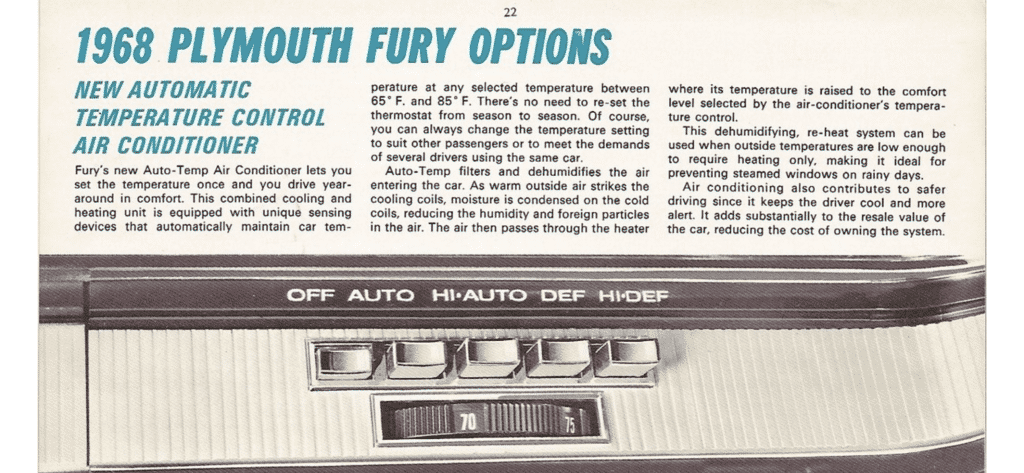 22
1968 PLYMOUTH FURY OPTIONS
NEW AUTOMATIC
TEMPERATURE CONTROL
AIR CONDITIONER
Fury's new Auto-Temp Air Conditioner lets you
set the temperature once and you drive year-
around in comfort. This combined cooling and
heating unit is equipped with unique sensing
devices that automatically maintain car tem-
perature at any selected temperature between
65° F. and 85° F. There's no need to re-set the
thermostat from season to season. Of course,
you can always change the temperature setting
to suit other passengers or to meet the demands
of several drivers using the same car.
Auto-Temp filters and dehumidifies the air
entering the car. As warm outside air strikes the
cooling coils, moisture is condensed on the cold
coils, reducing the humidity and foreign particles
in the air. The air then passes through the heater
where its temperature is raised to the comfort
level selected by the air-conditioner's tempera-
ture control.
This dehumidifying, re-heat system can be
used when outside temperatures are low enough
to require heating only, making it ideal for
preventing steamed windows on rainy days.
Air conditioning also contributes to safer
driving since it keeps the driver cool and more
alert. It adds substantially to the resale value of
the car, reducing the cost of owning the system.
OFF AUTO HI•AUTO DEF HI•DEF
70 75